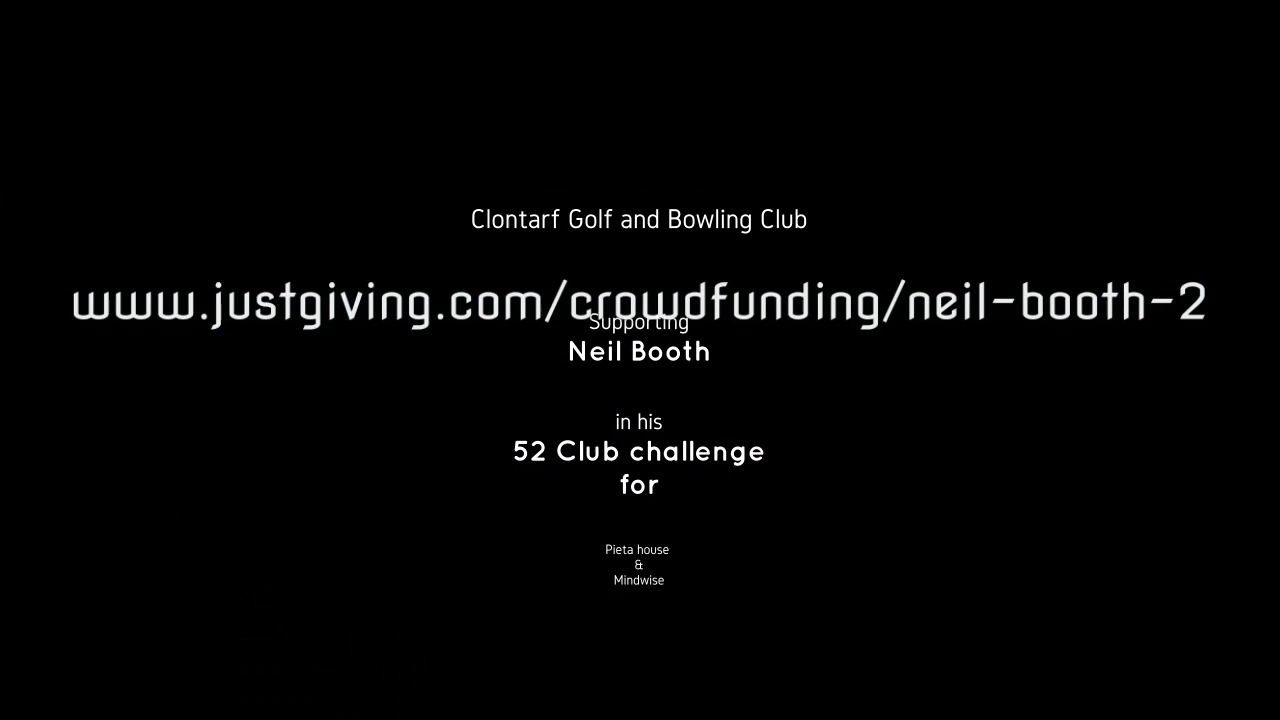 Clontarf Golf and Bowling Club
www.justgiving.com/crowdfunding/neil-booth-2
Supporting
Neil Booth
in his
52 Club challenge
for
Pieta house
&
Mindwise